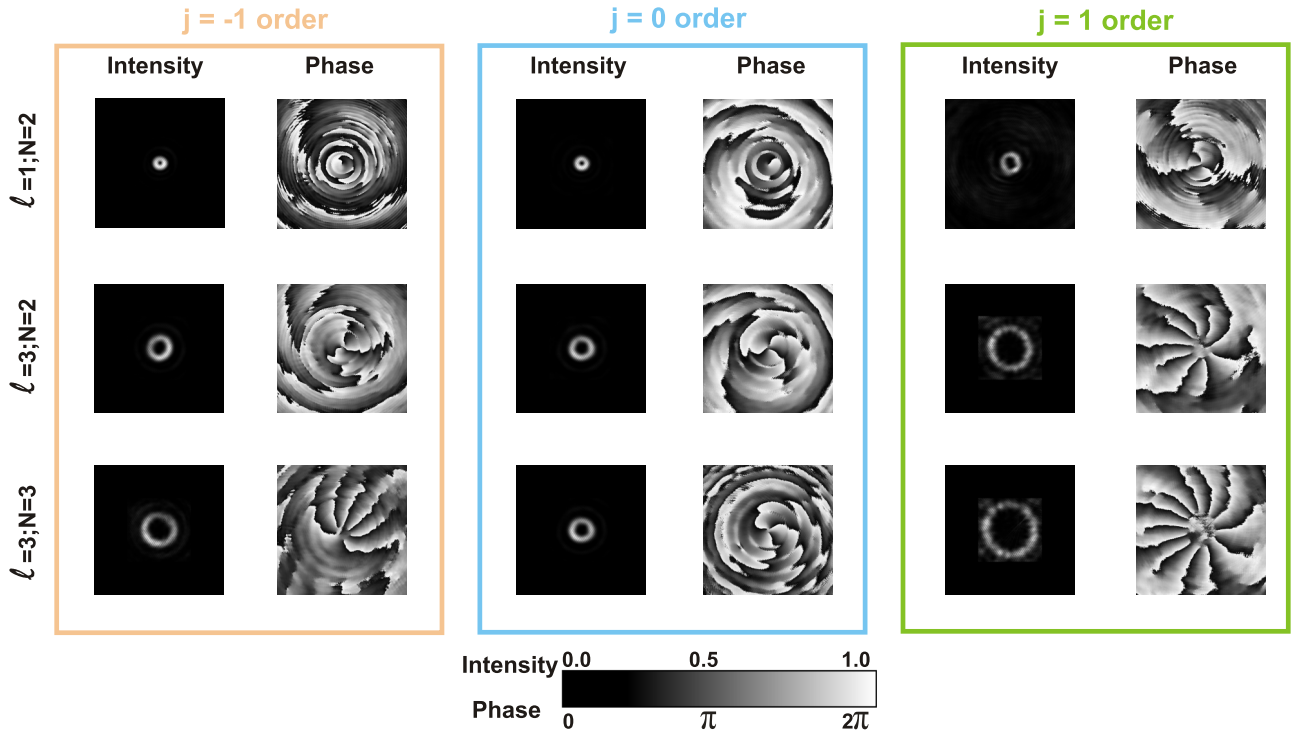 j = -1 order
j = 0 order
j = 1 order
Intensity Phase
Intensity Phase
Intensity Phase
ℓ=1;N=2
ℓ=3;N=2
ℓ=3;N=3
Intensity 0.0 0.5 1.0
Phase 0 π 2π